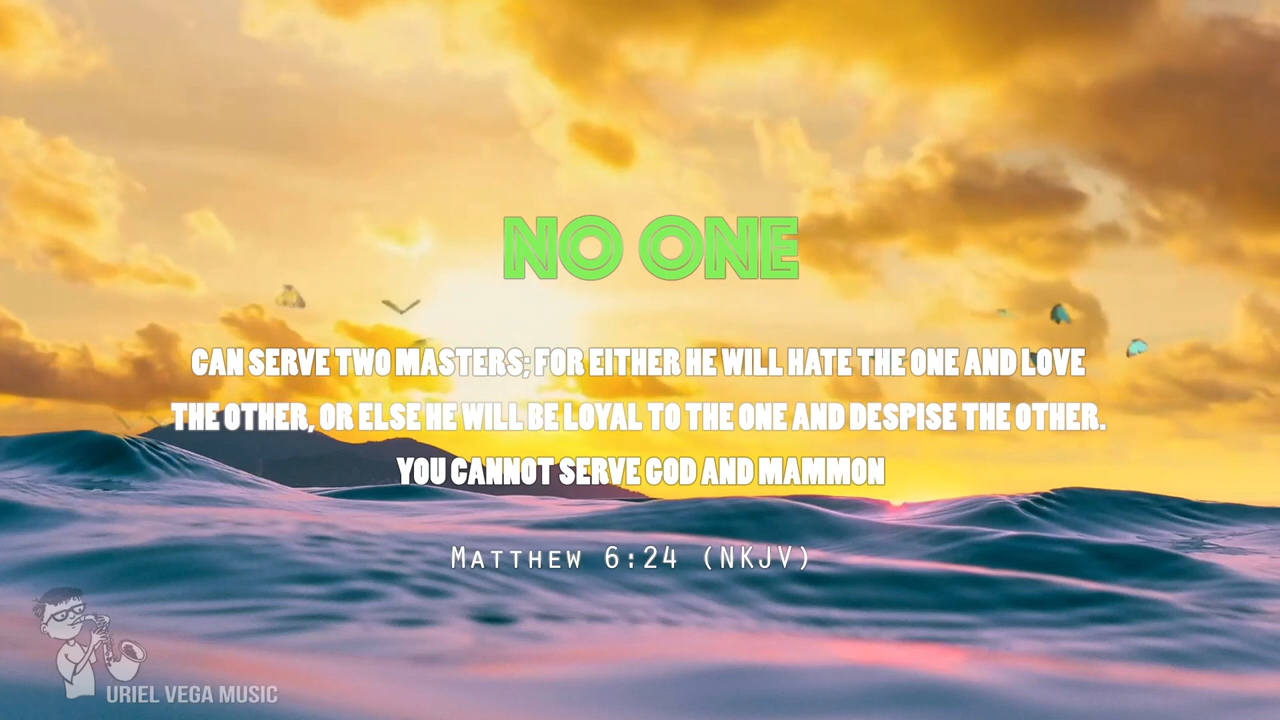 NO ONE
CAN SERVE TWO MASTERS; FOR EITHER HE WILL HATE THE ONE AND LOVE
THE OTHER, OR ELSE HE WILL BE LOYAL TO THE ONE AND DESPISE THE OTHER.
YOU CANNOT SERVE GOD AND MAMMON
Matthew 6:24 (NKJV)
URIEL VEGA MUSIC